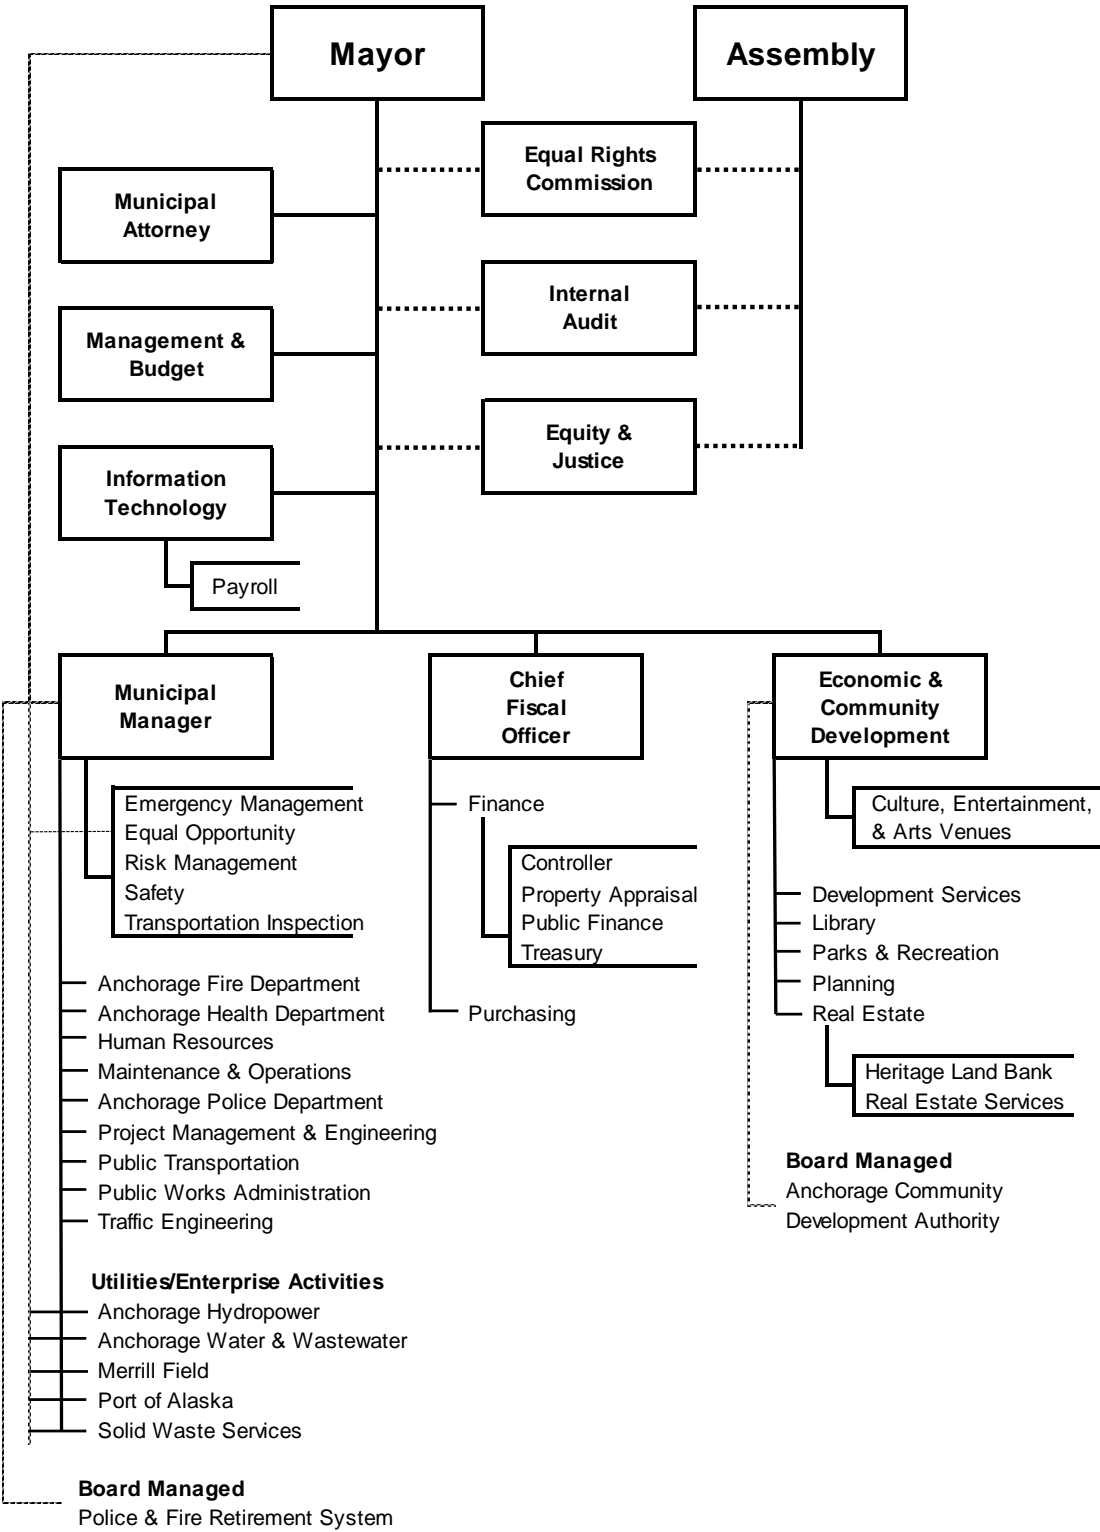 Mayor
Assembly
Equal Rights
Commission
Municipal
Attorney
Internal
Audit
Management &
Budget
Equity &
Justice
Information
Technology
Payroll
Municipal
Manager
Chief
Fiscal
Officer
Economic &
Community
Development
Emergency Management
Equal Opportunity
Risk Management
Safety
Transportation Inspection
Anchorage Fire Department
Anchorage Health Department
Human Resources
Maintenance & Operations
Anchorage Police Department
Project Management & Engineering
Public Transportation
Public Works Administration
Traffic Engineering
Utilities/Enterprise Activities
Anchorage Hydropower
Anchorage Water & Wastewater
Merrill Field
Port of Alaska
Solid Waste Services
Board Managed
Police & Fire Retirement System
Finance
Controller
Property Appraisal
Public Finance
Treasury
Purchasing
Culture, Entertainment,
& Arts Venues
Development Services
Library
Parks & Recreation
Planning
Real Estate
Heritage Land Bank
Real Estate Services
Board Managed
Anchorage Community
Development Authority